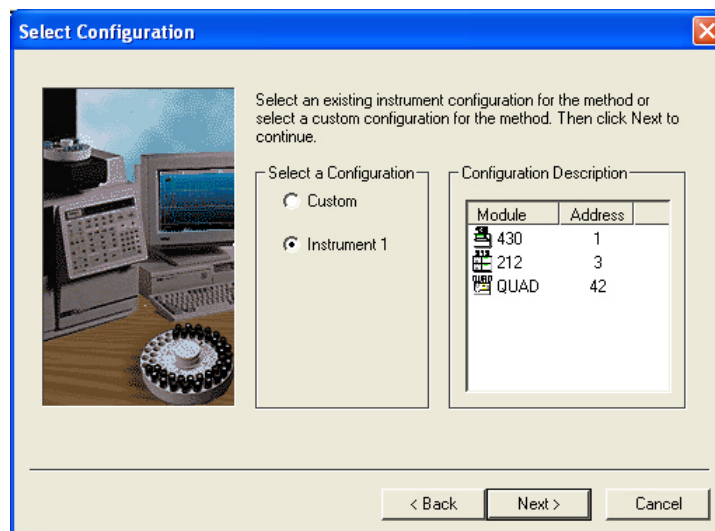 Select Configuration
Select an existing instrument configuration for the method or
select a custom configuration for the method. Then click Next to
continue.
Select a Configuration
Custom
Instrument 1
Configuration Description
Module Address
430 1
212 3
QUAD 42
< Back Next > Cancel